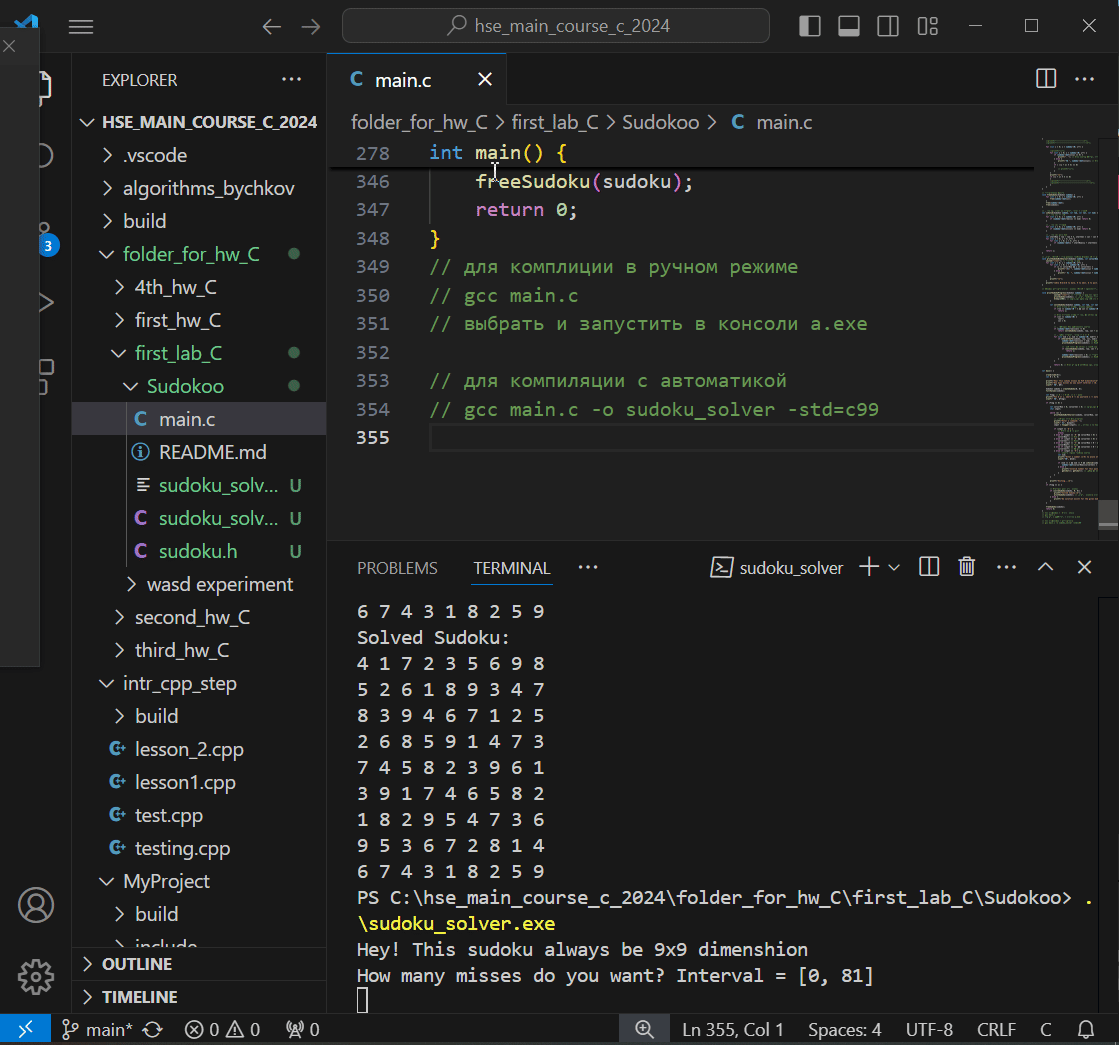 hse_main_course_c_2024
EXPLORER
HSE_MAIN_COURSE_C_2024
.vscode
algorithms_bychkov
build
folder_for_hw_C
4th_hw_C
first_hw_C
first_lab_C
Sudokoo
C main.c
README.md
sudoku_solv... U
C sudoku_solv... U
C sudoku.h U
wasd experiment
second_hw_C
third_hw_C
intr_cpp_step
build
lesson_2.cpp
lesson1.cpp
test.cpp
testing.cpp
MyProject
build
include
OUTLINE
TIMELINE
3
C main.c
folder_for_hw_C > first_lab_C > Sudokoo > C main.c
278 int main() {
346 freeSudoku(sudoku);
347 return 0;
348 }
349 // для комплиции в ручном режиме
350 // gcc main.c
351 // выбрать и запустить в консоли a.exe
352
353 // для компиляции с автоматикой
354 // gcc main.c -o sudoku_solver -std=c99
355
PROBLEMS TERMINAL ... sudoku_solver
6 7 4 3 1 8 2 5 9
Solved Sudoku:
4 1 7 2 3 5 6 9 8
5 2 6 1 8 9 3 4 7
8 3 9 4 6 7 1 2 5
2 6 8 5 9 1 4 7 3
7 4 5 8 2 3 9 6 1
3 9 1 7 4 6 5 8 2
1 8 2 9 5 4 7 3 6
9 5 3 6 7 2 8 1 4
6 7 4 3 1 8 2 5 9
PS C:\hse_main_course_c_2024\folder_for_hw_C\first_lab_C\Sudokoo> .
\sudoku_solver.exe
Hey! This sudoku always be 9x9 dimenshion
How many misses do you want? Interval = [0, 81]
main* 0 0 0 Ln 355, Col 1 Spaces: 4 UTF-8 CRLF C